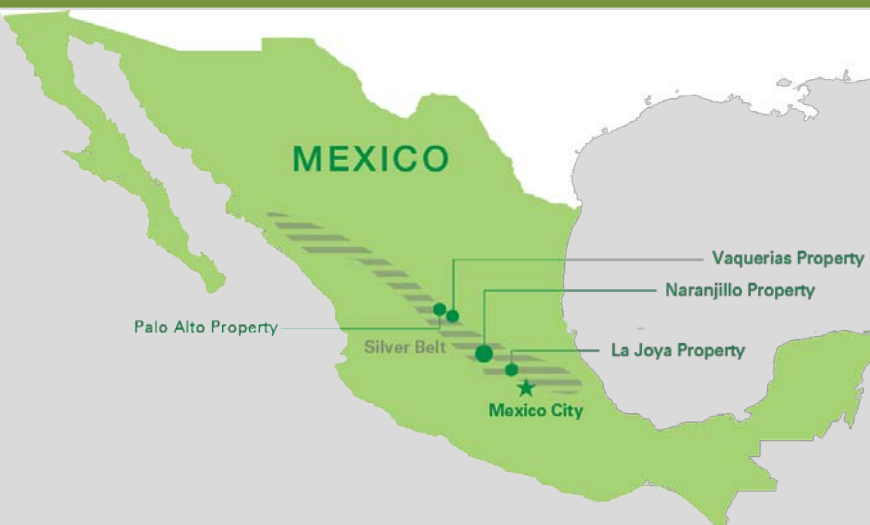 MEXICO
Vaquerias Property
Naranjillo Property
Palo Alto Property
Silver Belt
La Joya Property
Mexico City